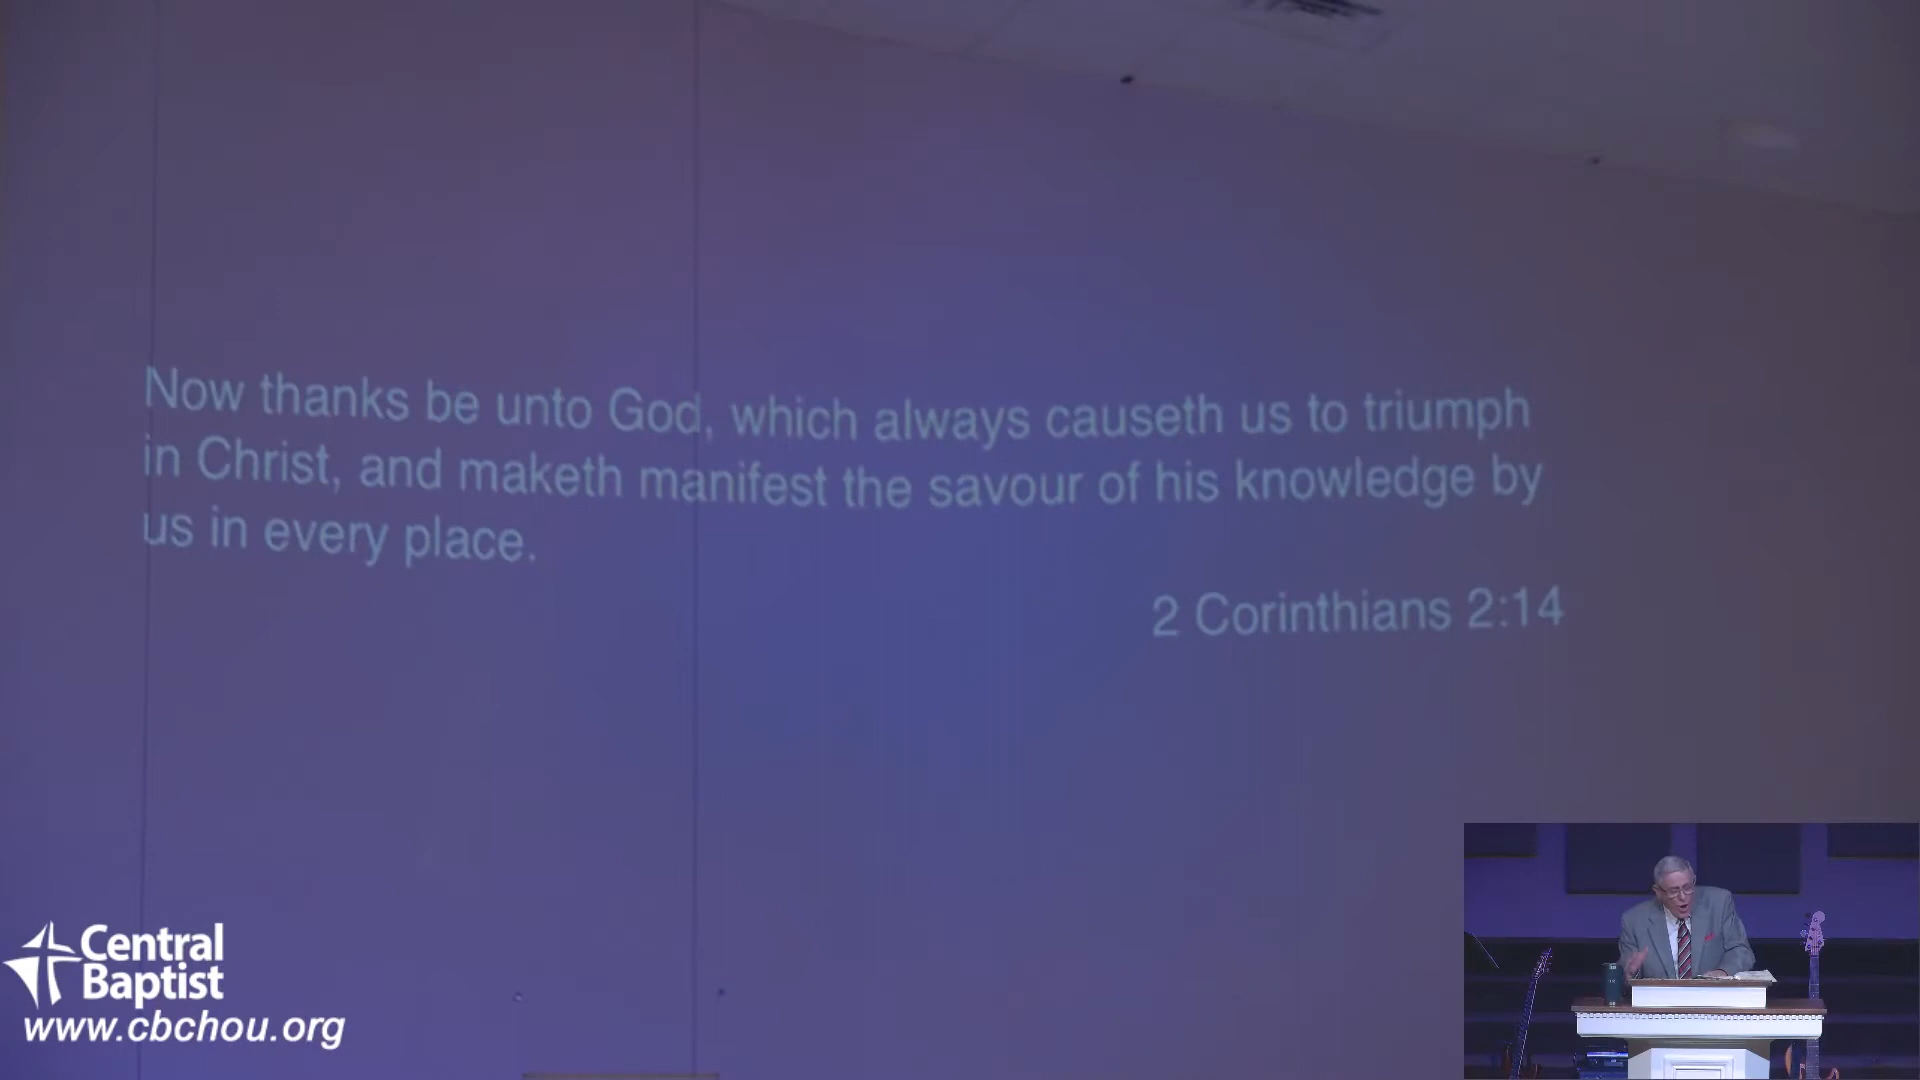 Now thanks be unto God, which always causeth us to triumph
in Christ, and maketh manifest the savour of his knowledge by
us in every place.
2 Corinthians 2:14
Central
Baptist
www.cbchou.org